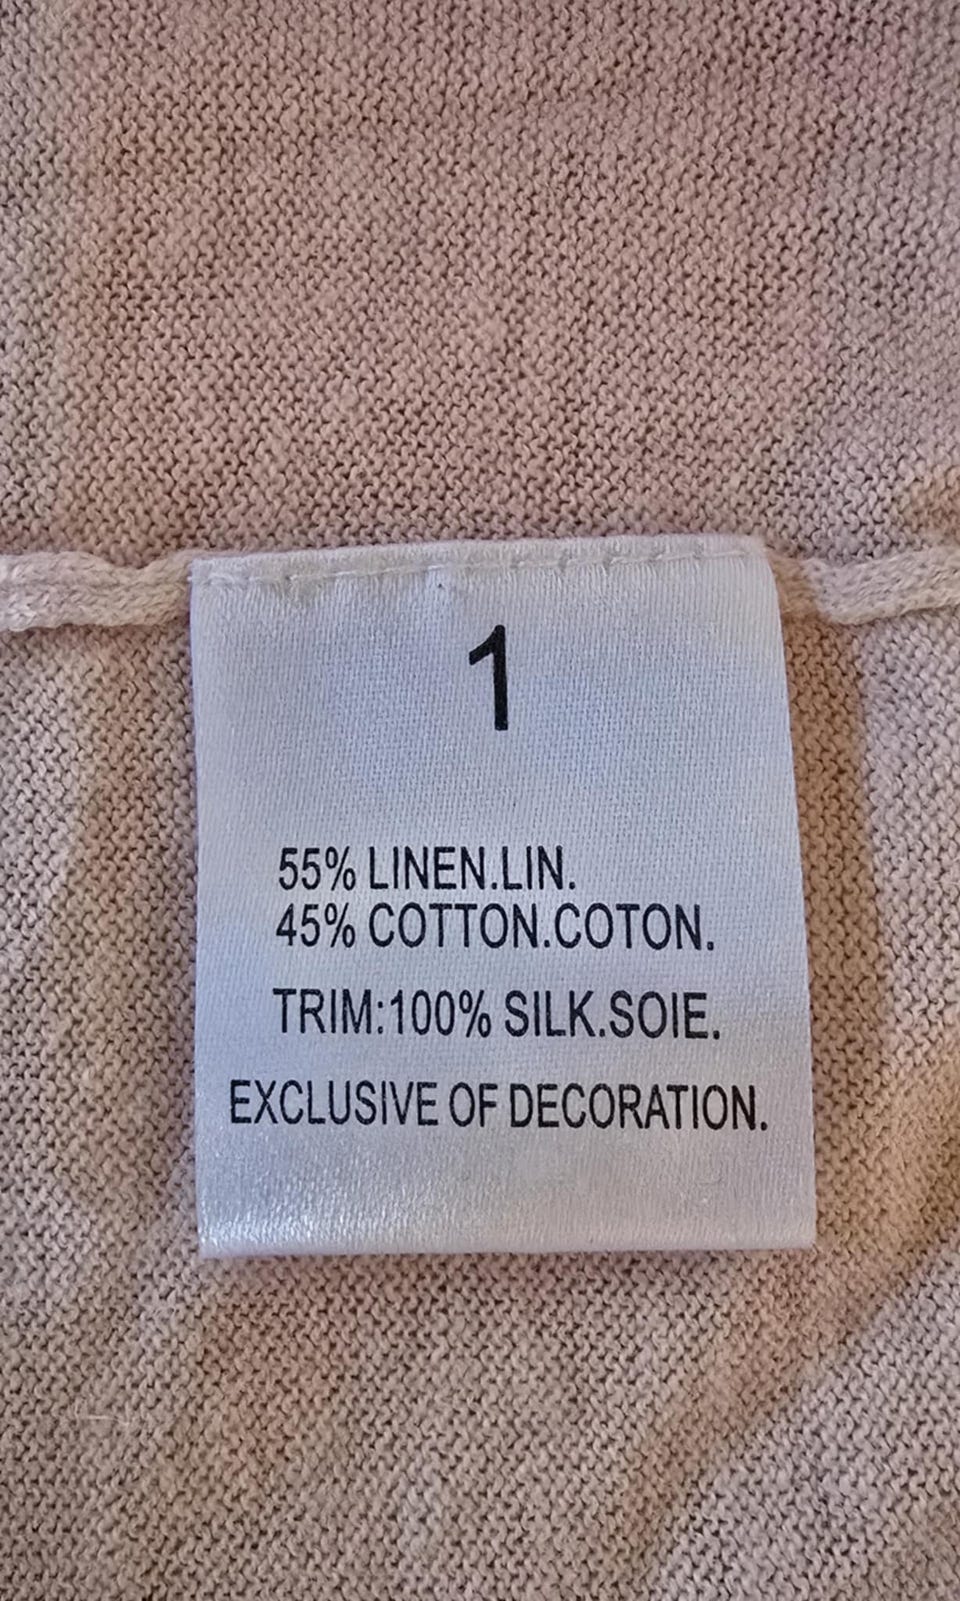 1
55% LINEN.LIN.
45% COTTON.COTON.
TRIM:100% SILK.SOIE.
EXCLUSIVE OF DECORATION.